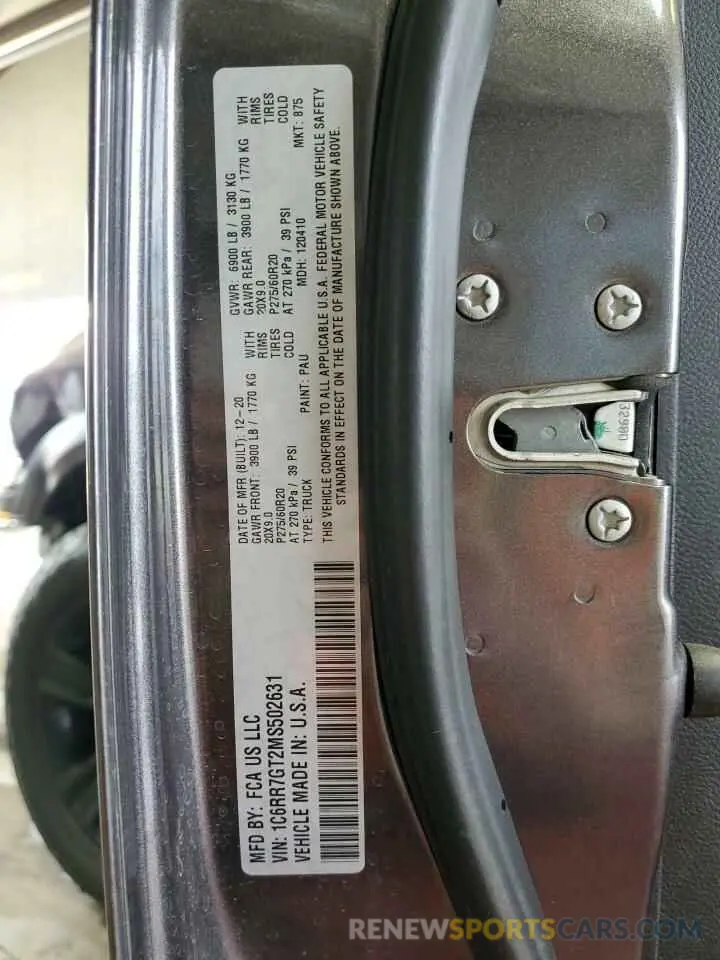 MFD BY: FCA US LLC
VIN: 1C6RR7GT2MS502631
VEHICLE MADE IN: U.S.A.
DATE OF MFR (BUILT): 12-20
GAWR FRONT: 3900 LB / 1770 KG WITH
20X9.0 RIMS
P275/60R20 TIRES
AT 270 kPa / 39 PSI COLD
TYPE: TRUCK PAINT: PAU
GVWR: 6900 LB / 3130 KG
GAWR REAR: 3900 LB / 1770 KG WITH
20X9.0 RIMS
P275/60R20 TIRES
AT 270 kPa / 39 PSI COLD
MDH: 120410 MKT: 875
THIS VEHICLE CONFORMS TO ALL APPLICABLE U.S.A. FEDERAL MOTOR VEHICLE SAFETY
STANDARDS IN EFFECT ON THE DATE OF MANUFACTURE SHOWN ABOVE.
RENEWSPORTSCAR.COM